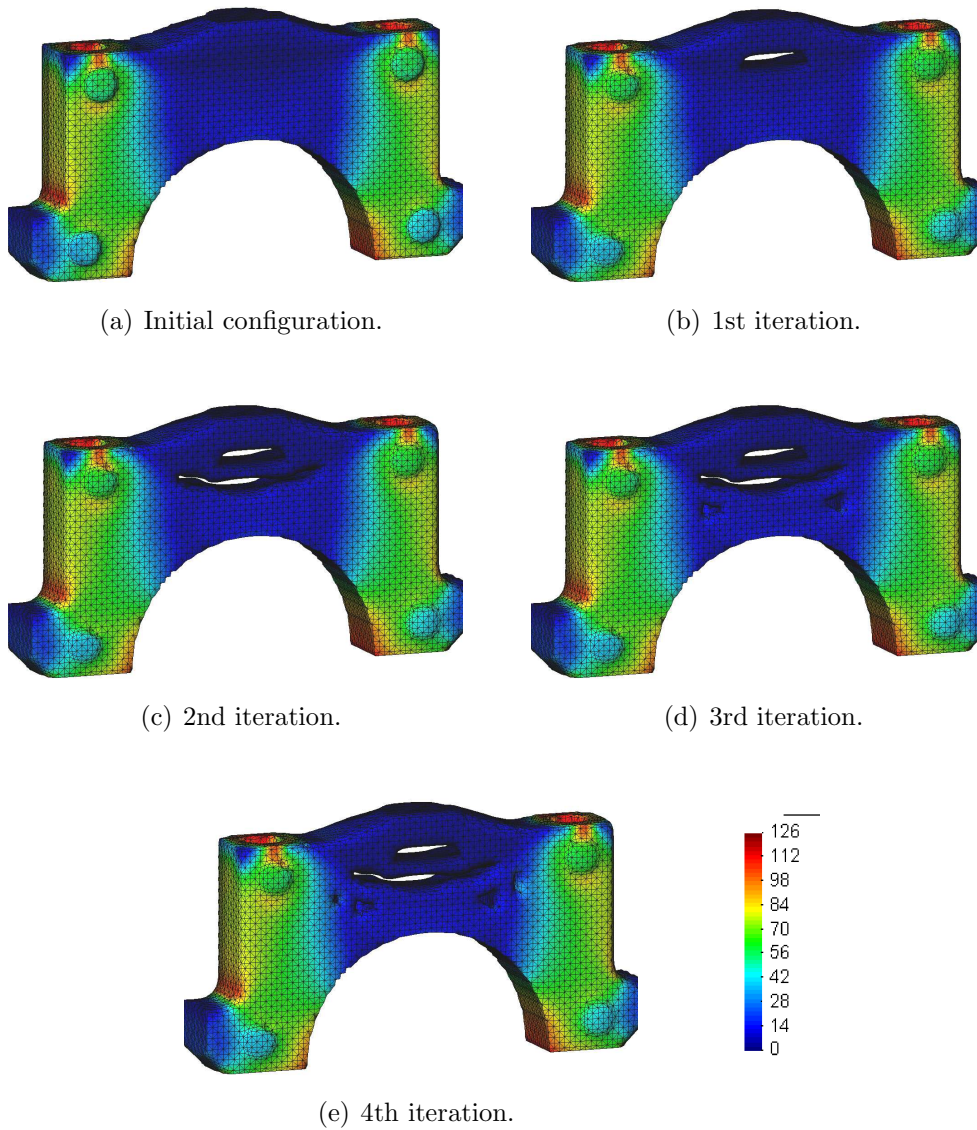 (a) Initial configuration.
(b) 1st iteration.
(c) 2nd iteration.
(d) 3rd iteration.
126
112
98
84
70
56
42
28
14
0
(e) 4th iteration.